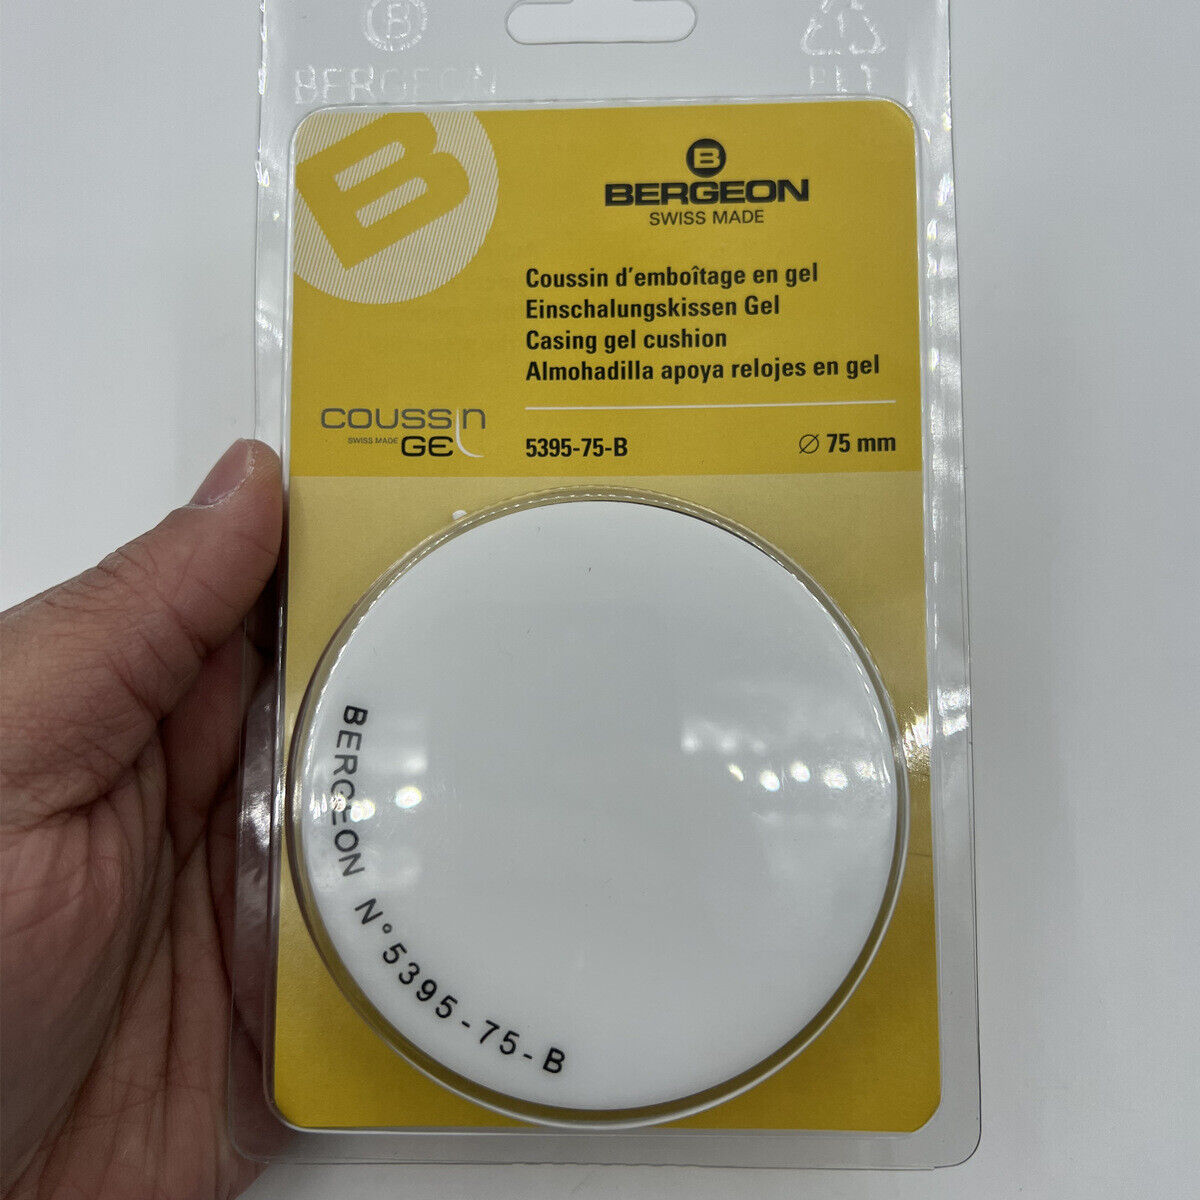 B
BERGEON
PET
B
B
BERGEON
SWISS MADE
Coussin d'emboîtage en gel
Einschalungskissen Gel
Casing gel cushion
Almohadilla apoya relojes en gel
COUSSIN
SWISS MADE GEL
5395-75-B ∅ 75 mm
BERGEON N°5395-75-B